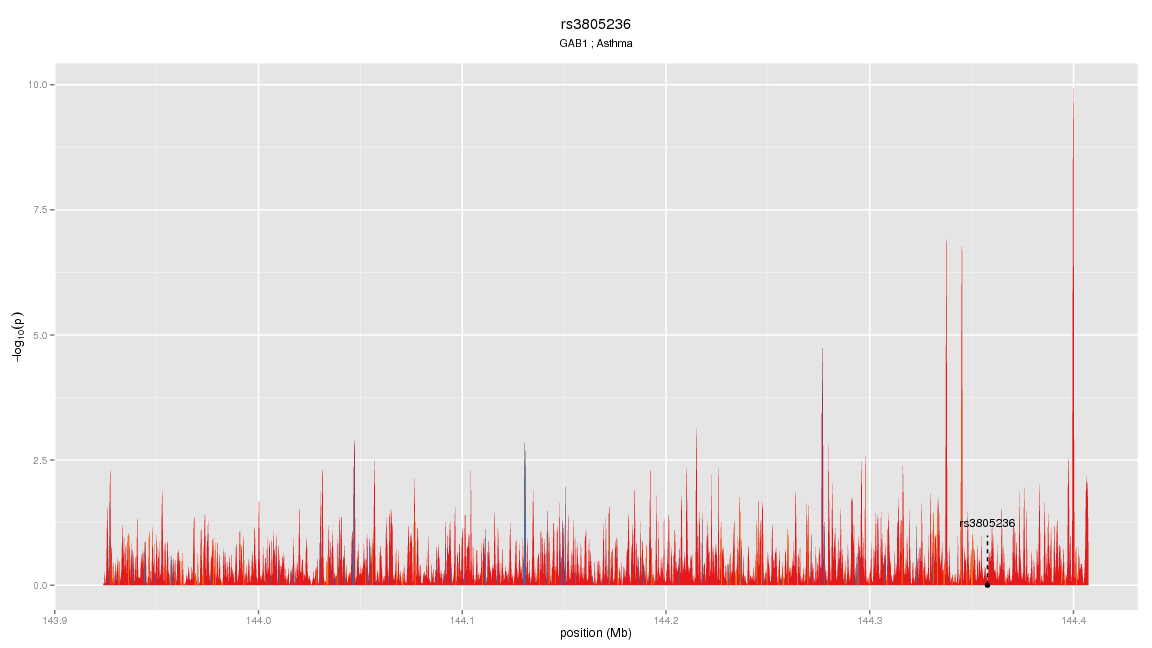 rs3805236
GAB1 ; Asthma
10.0
7.5
5.0
2.5
0.0
−log10(p)
rs3805236
143.9
144.0
144.1
144.2
144.3
144.4
position (Mb)